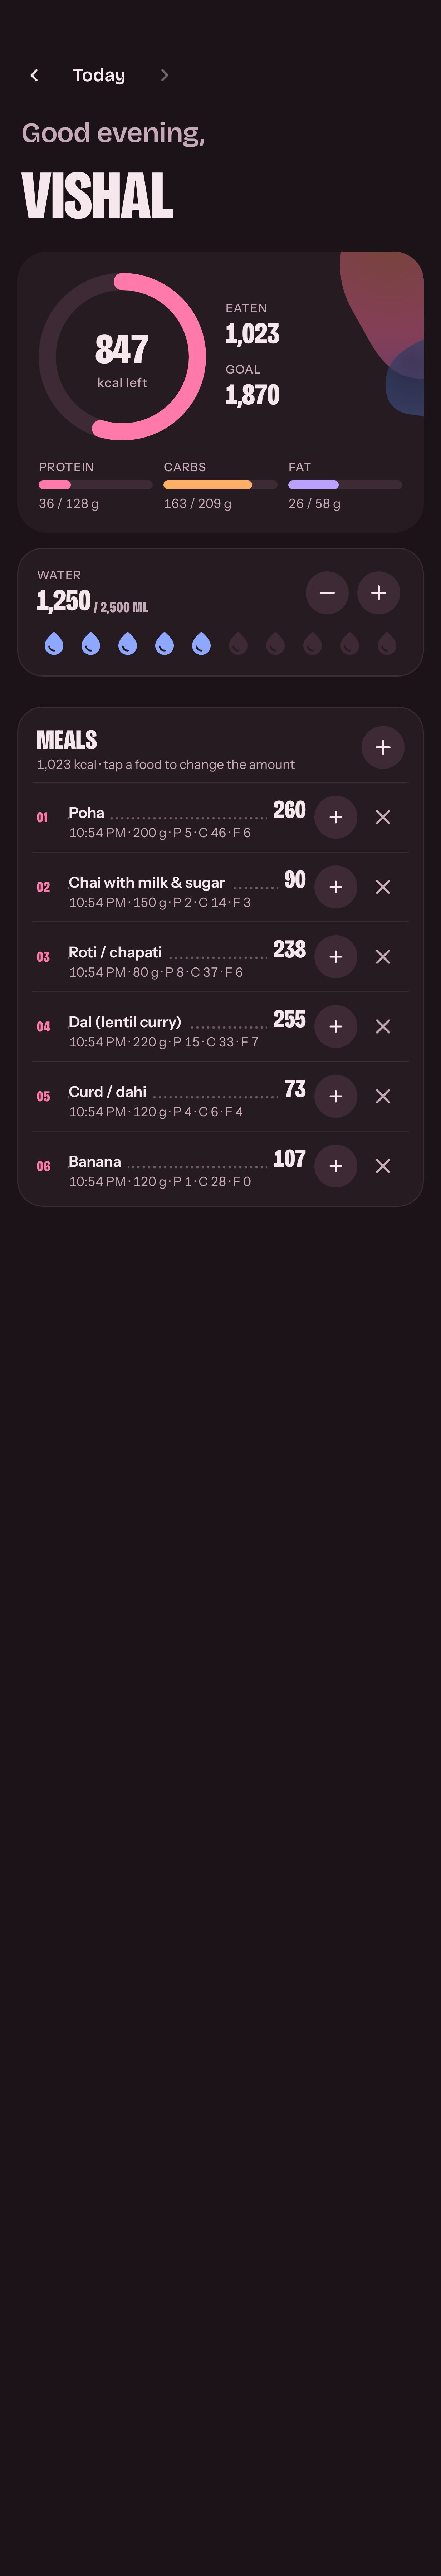 Today
Good evening,
VISHAL
847
kcal left
EATEN
1,023
GOAL
1,870
PROTEIN
36 / 128 g
CARBS
163 / 209 g
FAT
26 / 58 g
WATER
1,250 / 2,500 ML
MEALS
1,023 kcal · tap a food to change the amount
01 Poha 260
10:54 PM · 200 g · P 5 · C 46 · F 6
02 Chai with milk & sugar 90
10:54 PM · 150 g · P 2 · C 14 · F 3
03 Roti / chapati 238
10:54 PM · 80 g · P 8 · C 37 · F 6
04 Dal (lentil curry) 255
10:54 PM · 220 g · P 15 · C 33 · F 7
05 Curd / dahi 73
10:54 PM · 120 g · P 4 · C 6 · F 4
06 Banana 107
10:54 PM · 120 g · P 1 · C 28 · F 0